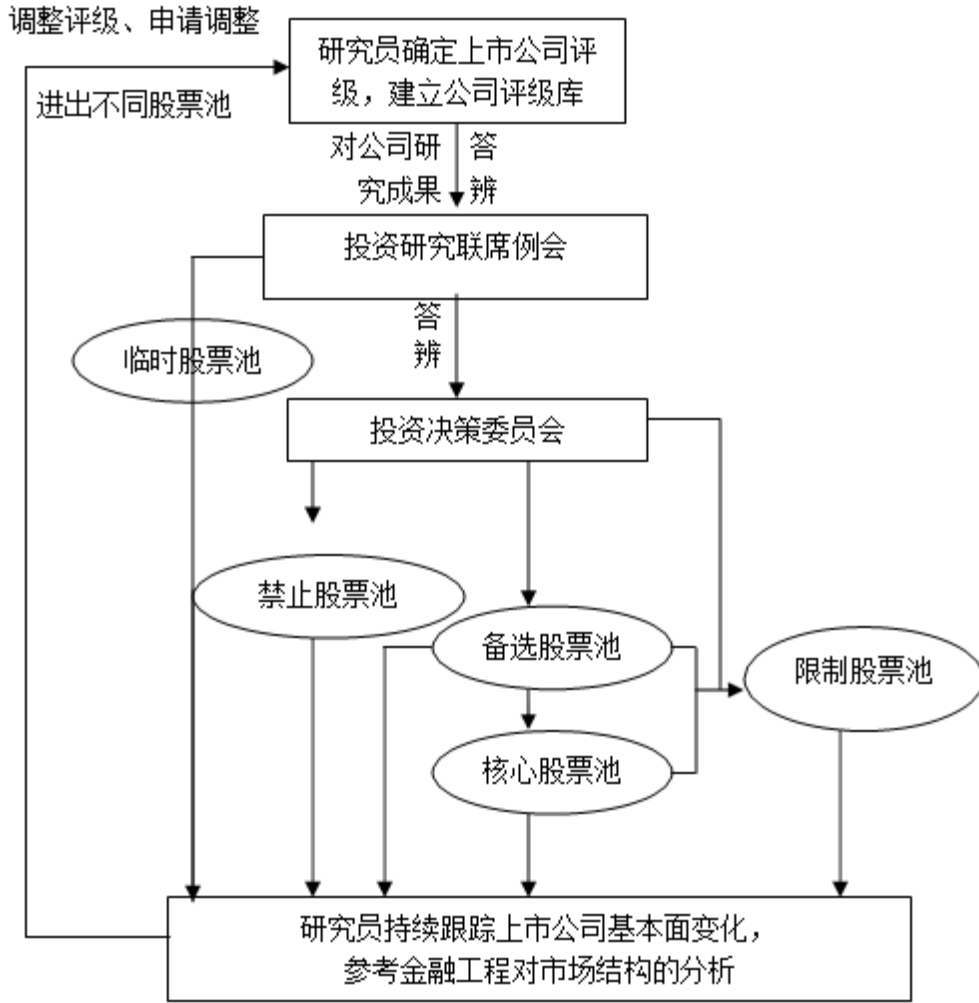 调整评级、申请调整
进出不同股票池
研究员确定上市公司评
级，建立公司评级库
对公司研
究成果
答
辨
投资研究联席例会
答
辨
临时股票池
投资决策委员会
禁止股票池
备选股票池
限制股票池
核心股票池
研究员持续跟踪上市公司基本面变化，
参考金融工程对市场结构的分析